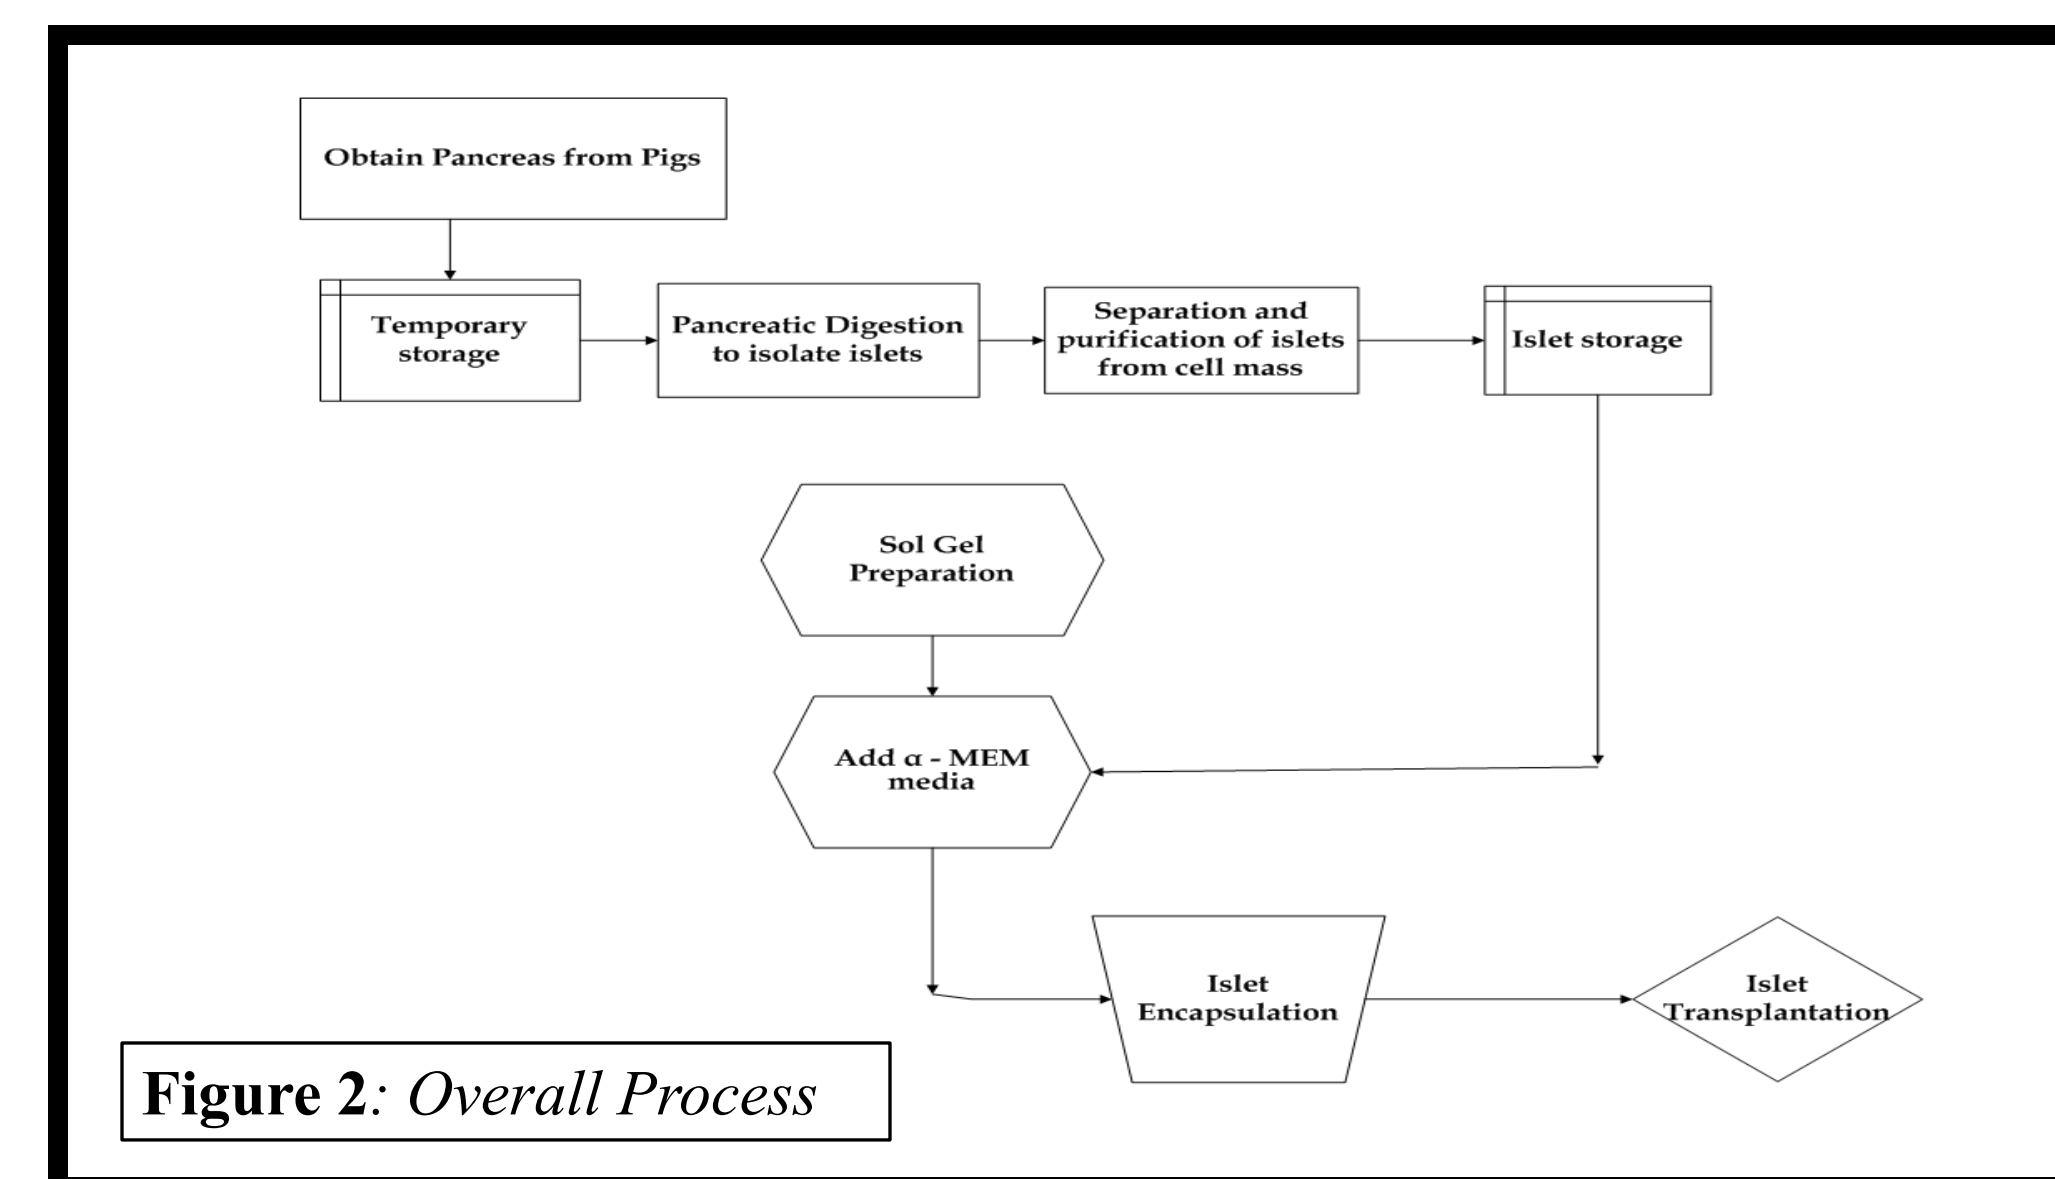 Obtain Pancreas from Pigs
Temporary
storage
Pancreatic Digestion
to isolate islets
Separation and
purification of islets
from cell mass
Islet storage
Sol Gel
Preparation
Add α - MEM
media
Islet
Encapsulation
Islet
Transplantation
Figure 2: Overall Process